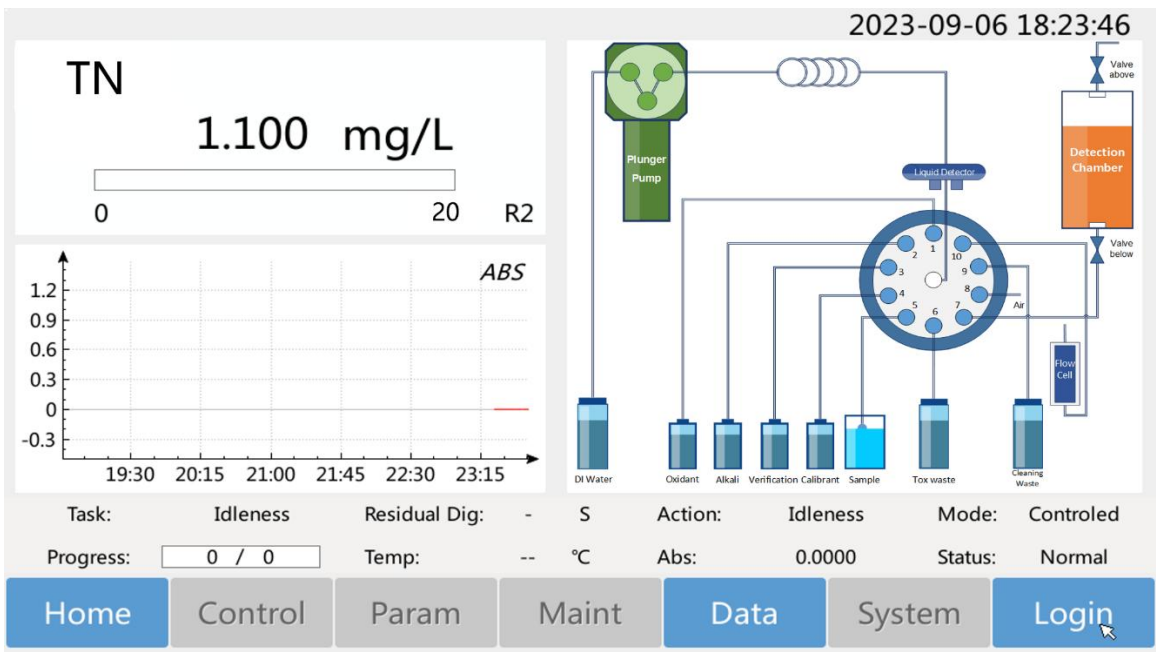 2023-09-06 18:23:46
TN
1.100 mg/L
0 20 R2
ABS
1.2
0.9
0.6
0.3
0
-0.3
19:30 20:15 21:00 21:45 22:30 23:15
Valve
above
Plunger
Pump
Detection
Chamber
Liquid Detector
Valve
below
1
2
3
4
5
6
7
8
9
10
Air
Flow
Cell
DI Water
Oxidant
Alkali
Verification
Calibrant
Sample
Tox waste
Cleaning
Waste
Task: Idleness Residual Dig: - S Action: Idleness Mode: Controled
Progress: 0 / 0 Temp: -- °C Abs: 0.0000 Status: Normal
Home Control Param Maint Data System Login